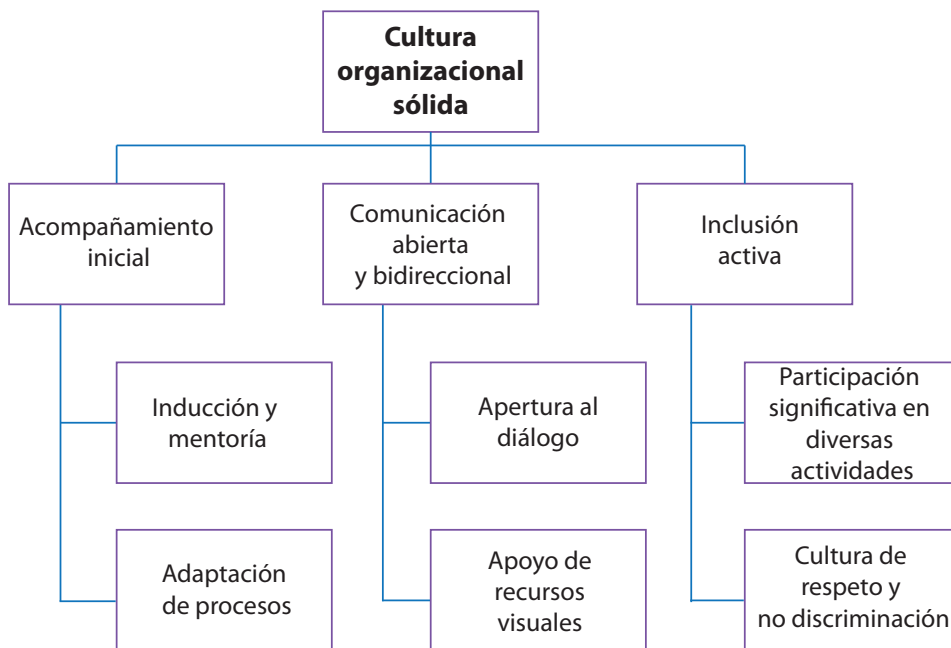 Cultura
organizacional
sólida
Acompañamiento
inicial
Comunicación
abierta
y bidireccional
Inclusión
activa
Inducción y
mentoría
Apertura al
diálogo
Participación
significativa en
diversas
actividades
Adaptación
de procesos
Apoyo de
recursos
visuales
Cultura de
respeto y
no discriminación